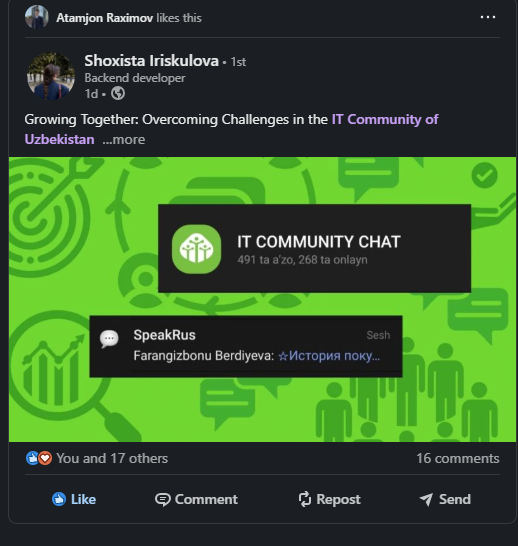 Atamjon Raximov likes this
Shoxista Iriskulova • 1st
Backend developer
1d •
Growing Together: Overcoming Challenges in the IT Community of
Uzbekistan ...more
IT COMMUNITY CHAT
491 ta a'zo, 268 ta onlayn
SpeakRus Sesh
Farangizbonu Berdiyeva: ☆История поку...
You and 17 others 16 comments
Like Comment Repost Send